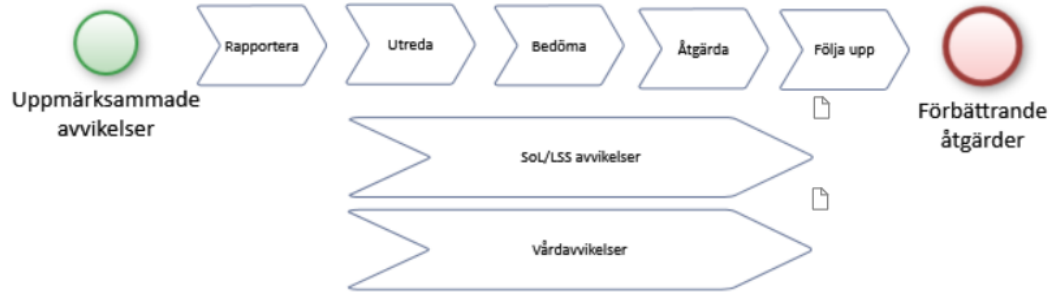 Rapportera
Utreda
Bedöma
Åtgärda
Följa upp
Uppmärksammade
avvikelser
Förbättrande
åtgärder
SoL/LSS avvikelser
Vårdavvikelser